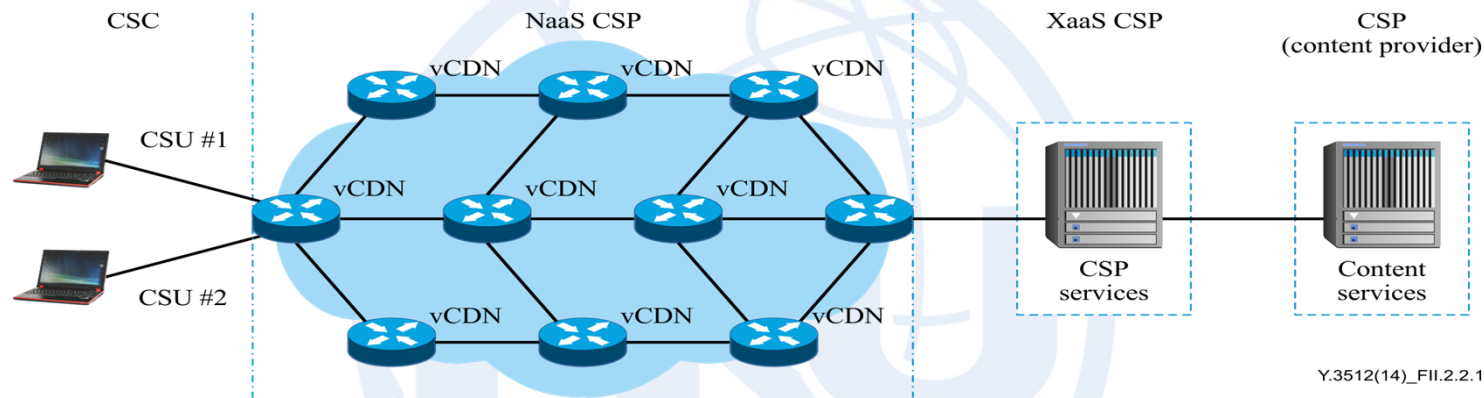 CSC
NaaS CSP
XaaS CSP
CSP
(content provider)
vCDN
vCDN
vCDN
CSU #1
vCDN
vCDN
vCDN
CSU #2
vCDN
vCDN
vCDN
CSP
services
Content
services
Y.3512(14)_FII.2.2.1